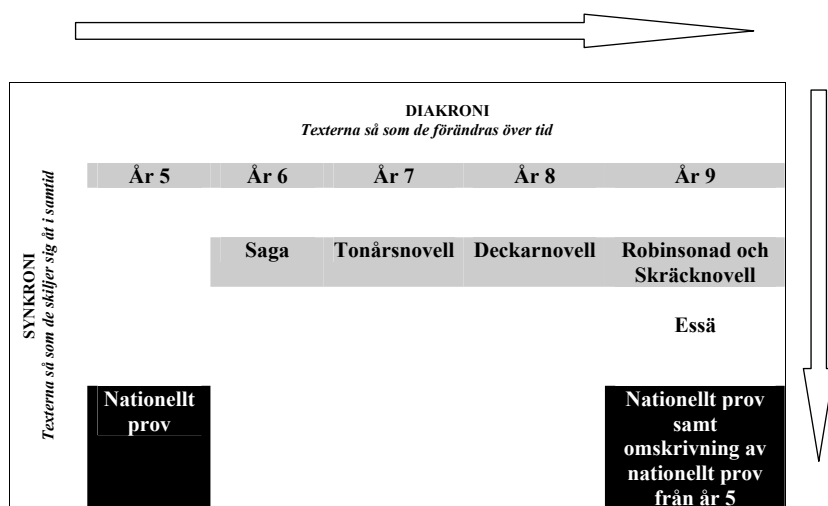 DIAKRONI
Texterna så som de förändras över tid
SYNKRONI
Texterna så som de skiljer sig åt i samtid
År 5 År 6 År 7 År 8 År 9
Saga Tonårsnovell Deckarnovell Robinsonad och
Skräcknovell
Essä
Nationellt
prov
Nationellt prov
samt
omskrivning av
nationellt prov
från år 5